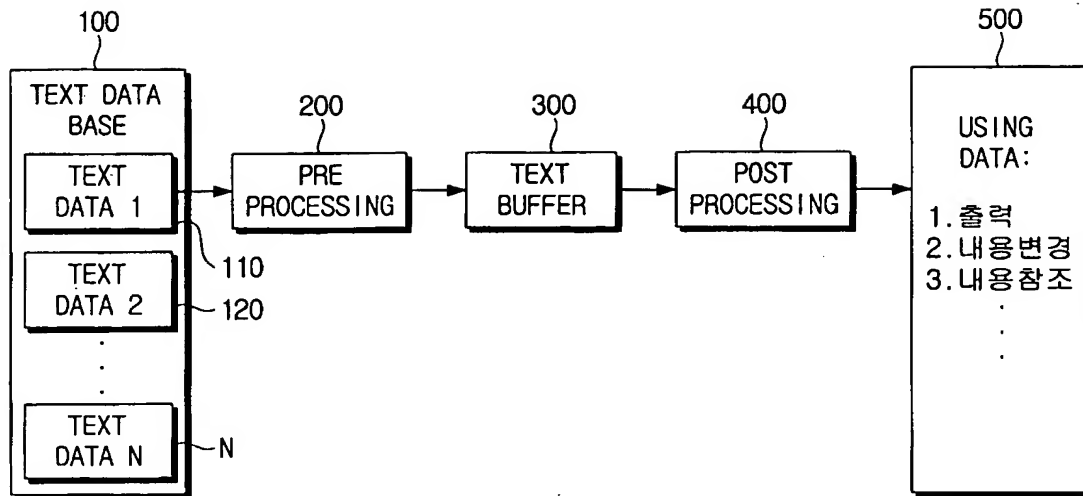 100
500
TEXT DATA
BASE
200
300
400
USING
DATA:
TEXT
DATA 1
PRE
PROCESSING
TEXT
BUFFER
POST
PROCESSING
1.출력
2.내용변경
3.내용참조
110
TEXT
DATA 2
120
TEXT
DATA N
N